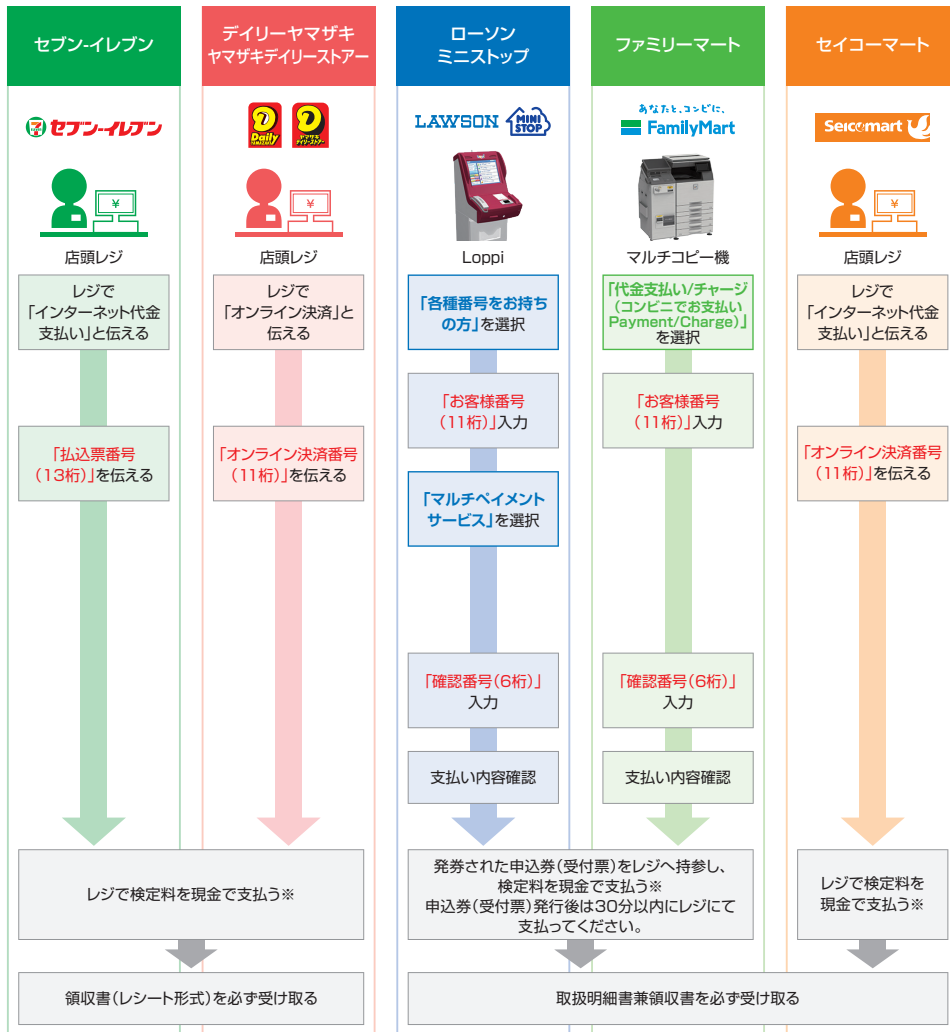 セブン-イレブン
デイリーヤマザキ
ヤマザキデイリーストアー
ローソン
ミニストップ
ファミリーマート
セイコーマート
セブン-イレブン
Daily
YAMAZAKI
ヤマザキ
デイリーストアー
LAWSON
MINI
STOP
あなたと、コンビに、
FamilyMart
Seicomart
¥
¥
¥
店頭レジ
店頭レジ
Loppi
マルチコピー機
店頭レジ
レジで
「インターネット代金
支払い」と伝える
レジで
「オンライン決済」と
伝える
「各種番号をお持ち
の方」を選択
「代金支払い/チャージ
(コンビニでお支払い
Payment/Charge)」
を選択
レジで
「インターネット代金
支払い」と伝える
「お客様番号
(11桁)」入力
「お客様番号
(11桁)」入力
「払込票番号
(13桁)」を伝える
「オンライン決済番号
(11桁)」を伝える
「マルチペイメント
サービス」を選択
「オンライン決済番号
(11桁)」を伝える
「確認番号(6桁)」
入力
「確認番号(6桁)」
入力
支払い内容確認
支払い内容確認
レジで検定料を現金で支払う※
発券された申込券(受付票)をレジへ持参し、
検定料を現金で支払う※
申込券(受付票)発行後は30分以内にレジにて
支払ってください。
レジで検定料を
現金で支払う※
領収書(レシート形式)を必ず受け取る
取扱明細書兼領収書を必ず受け取る